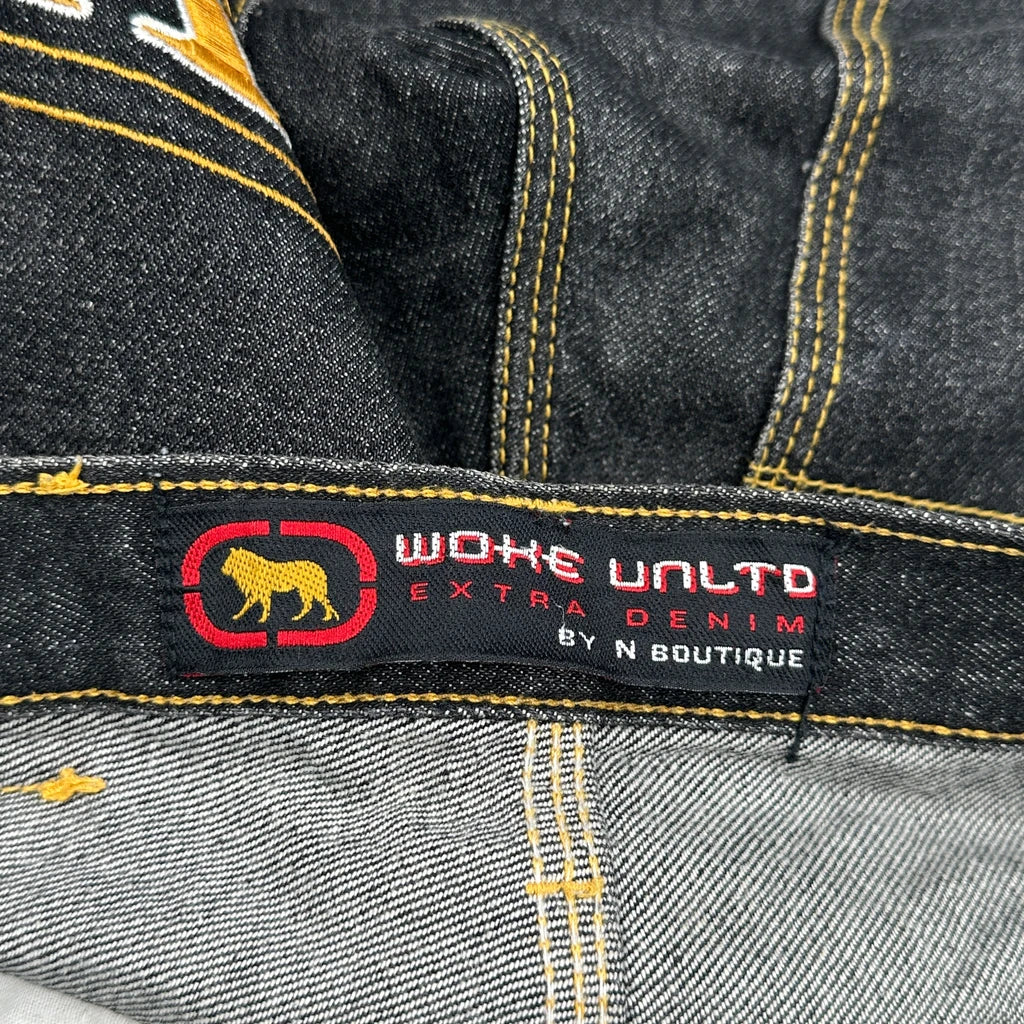 WOKE UNLTD
EXTRA DENIM
BY N BOUTIQUE